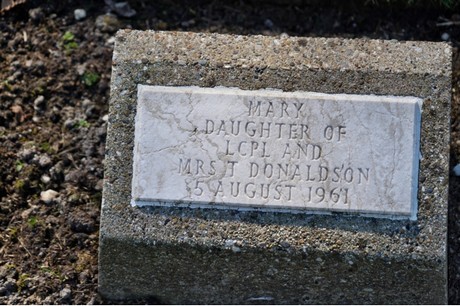 MARY
DAUGHTER OF
LCPL AND
MRS T DONALDSON
5 AUGUST 1961